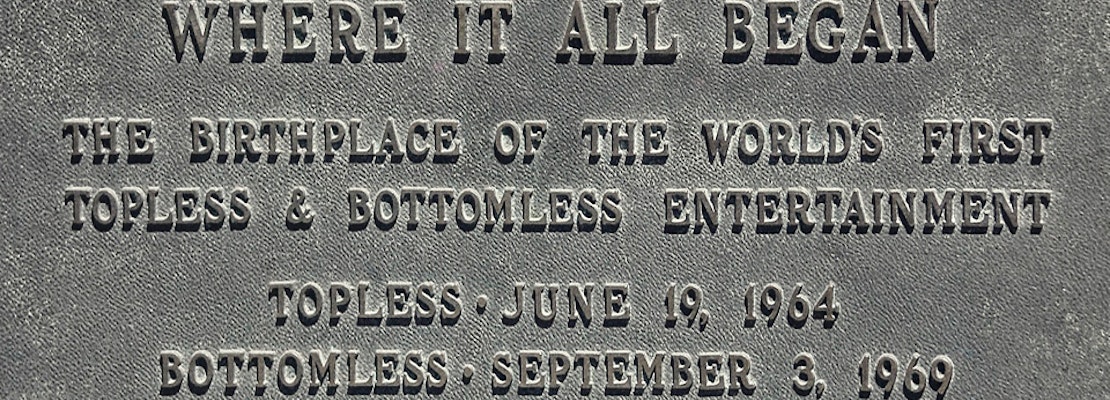 WHERE IT ALL BEGAN
THE BIRTHPLACE OF THE WORLD'S FIRST
TOPLESS & BOTTOMLESS ENTERTAINMENT
TOPLESS · JUNE 19, 1964
BOTTOMLESS · SEPTEMBER 3, 1969